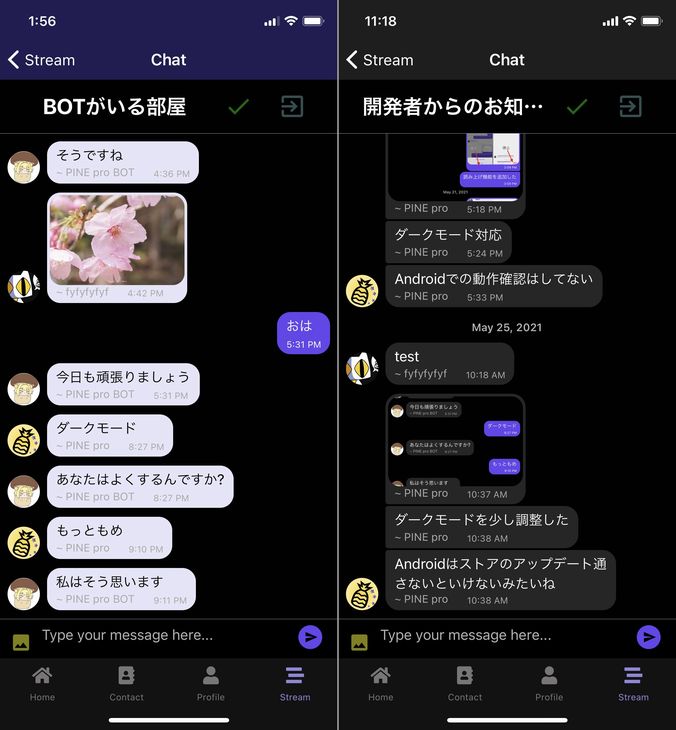 1:56
Stream
Chat
BOTがいる部屋
そうですね
~ PINE pro BOT 4:36 PM
~ fyfyfyfyf 4:42 PM
おは
5:31 PM
今日も頑張りましょう
~ PINE pro BOT 5:31 PM
ダークモード
~ PINE pro 8:27 PM
あなたはよくするんですか?
~ PINE pro BOT 8:27 PM
もっともめ
~ PINE pro 9:10 PM
私はそう思います
~ PINE pro BOT 9:11 PM
Type your message here...
Home
Contact
Profile
Stream
11:18
Stream
Chat
開発者からのお知…
読み上げ機能を追加した
May 21, 2021
~ PINE pro 5:18 PM
ダークモード対応
~ PINE pro 5:24 PM
Androidでの動作確認はしてない
~ PINE pro 5:33 PM
May 25, 2021
test
~ fyfyfyfyf 10:18 AM
今日も頑張りましょう
ダークモード
あなたはよくするんですか?
もっともめ
私はそう思います
~ PINE pro 10:37 AM
ダークモードを少し調整した
~ PINE pro 10:38 AM
Androidはストアのアップデート通
さないといけないみたいね
~ PINE pro 10:38 AM
Type your message here...
Home
Contact
Profile
Stream